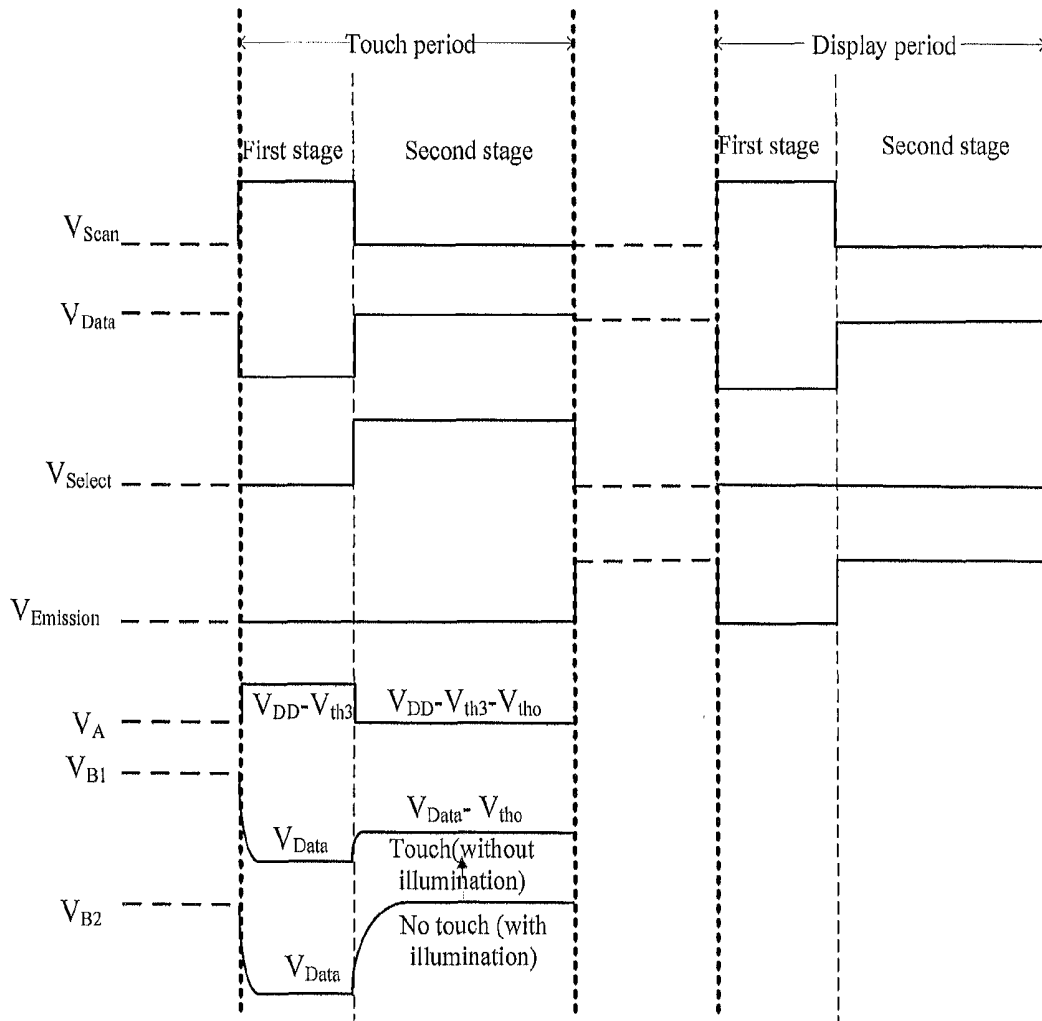 Touch period
Display period
First stage
Second stage
First stage
Second stage
VScan
VData
VSelect
VEmission
VDD-Vth3
VDD-Vth3-Vtho
VA
VB1
VData- Vtho
VData
Touch(without
illumination)
VB2
No touch (with
illumination)
VData